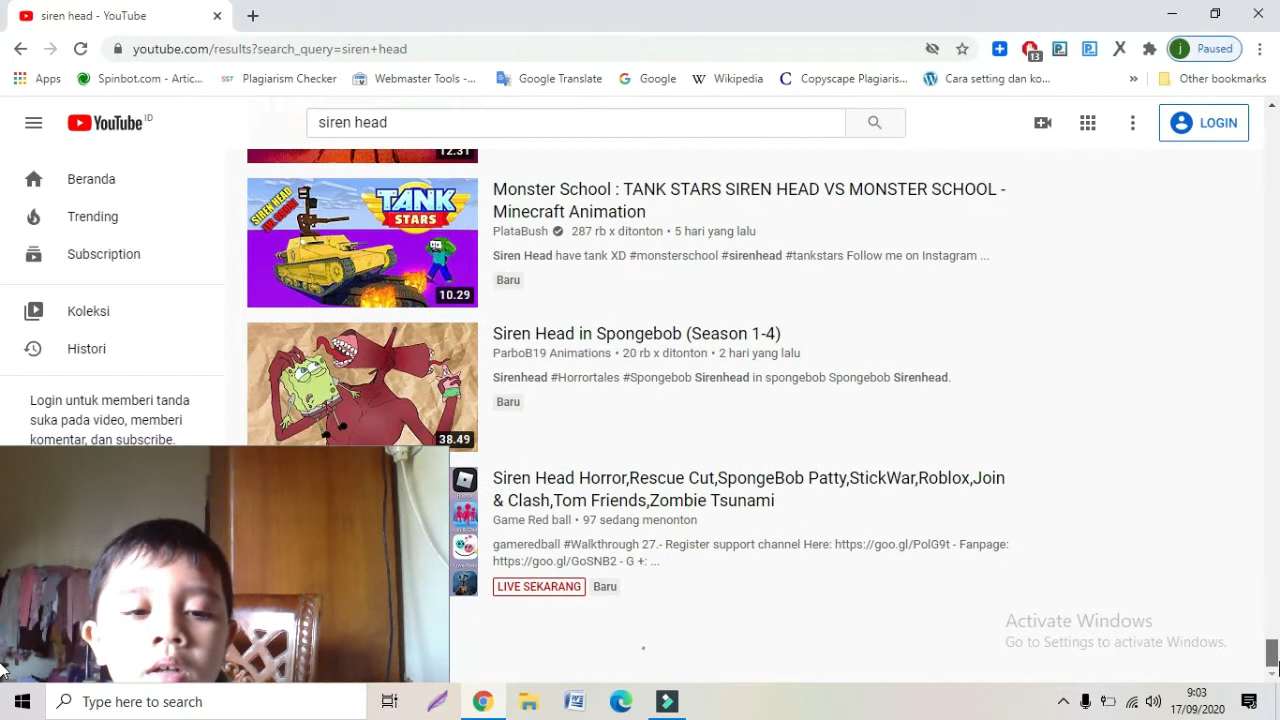 siren head - YouTube
youtube.com/results?search_query=siren+head
13
j Paused
Apps Spinbot.com - Artic... SST Plagiarism Checker Webmaster Tools -... Google Translate Google Wikipedia Copyscape Plagiaris... Cara setting dan ko... » Other bookmarks
YouTube ID
siren head
LOGIN
Beranda
Trending
Subscription
Koleksi
Histori
Login untuk memberi tanda
suka pada video, memberi
komentar, dan subscribe.
12.31
SIREN HEAD
TANK
STARS
10.29
Monster School : TANK STARS SIREN HEAD VS MONSTER SCHOOL -
Minecraft Animation
PlataBush 287 rb x ditonton • 5 hari yang lalu
Siren Head have tank XD #monsterschool #sirenhead #tankstars Follow me on Instagram ...
Baru
38.49
Siren Head in Spongebob (Season 1-4)
ParboB19 Animations • 20 rb x ditonton • 2 hari yang lalu
Sirenhead #Horrortales #Spongebob Sirenhead in spongebob Spongebob Sirenhead.
Baru
Siren Head Horror,Rescue Cut,SpongeBob Patty,StickWar,Roblox,Join
& Clash,Tom Friends,Zombie Tsunami
Game Red ball • 97 sedang menonton
gameredball #Walkthrough 27.- Register support channel Here: https://goo.gl/PolG9t - Fanpage:
https://goo.gl/GoSNB2 - G +: ...
LIVE SEKARANG Baru
Activate Windows
Go to Settings to activate Windows.
Type here to search
9:03
17/09/2020